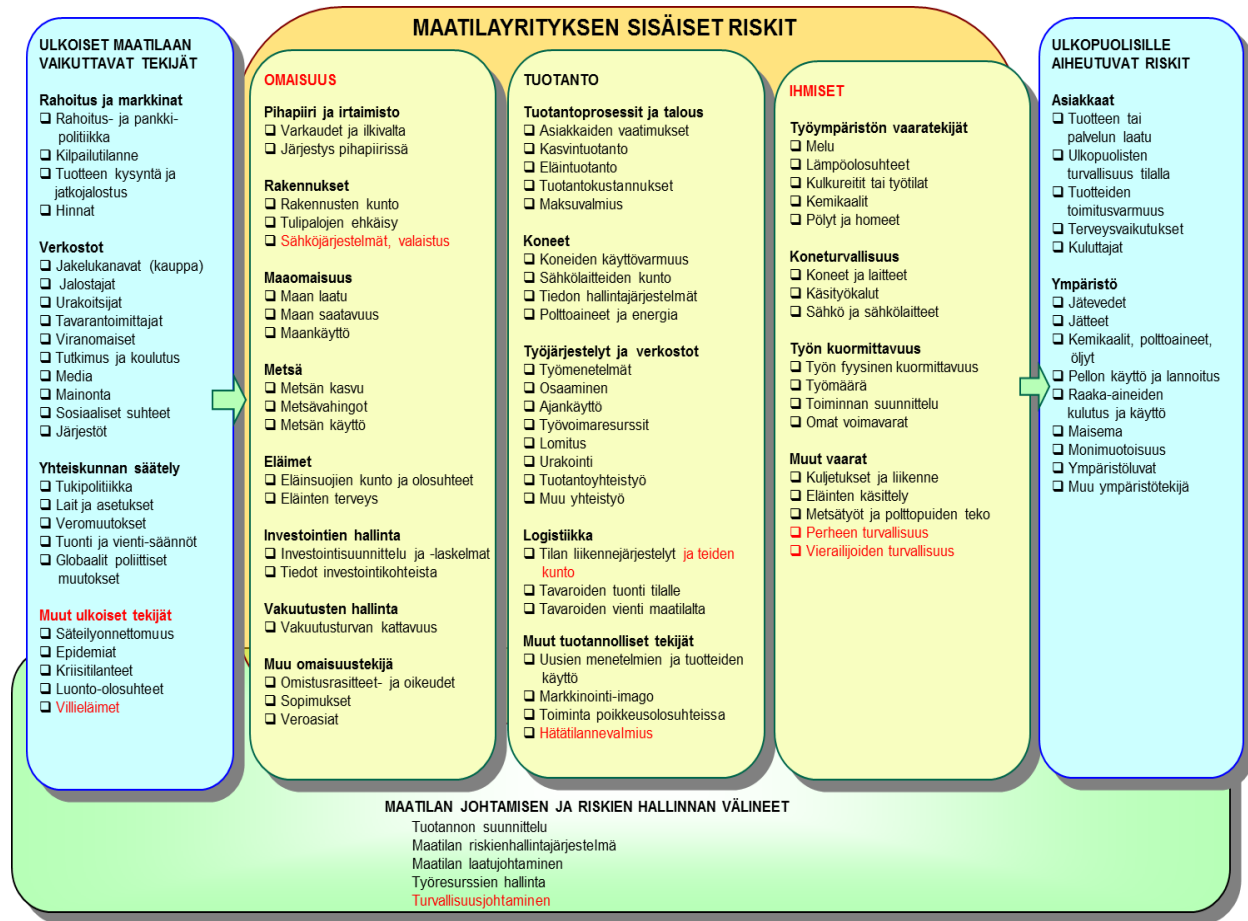 MAATILAYRITYKSEN SISÄISET RISKIT
ULKOISET MAATILAAN
VAIKUTTAVAT TEKIJÄT
Rahoitus ja markkinat
❑ Rahoitus- ja pankki-
politiikka
❑ Kilpailutilanne
❑ Tuotteen kysyntä ja
jatkojalostus
❑ Hinnat
Verkostot
❑ Jakelukanavat (kauppa)
❑ Jalostajat
❑ Urakoitsijat
❑ Tavarantoimittajat
❑ Viranomaiset
❑ Tutkimus ja koulutus
❑ Media
❑ Mainonta
❑ Sosiaaliset suhteet
❑ Järjestöt
Yhteiskunnan säätely
❑ Tukipolitiikka
❑ Lait ja asetukset
❑ Veromuutokset
❑ Tuonti ja vienti-säännöt
❑ Globaalit poliittiset
muutokset
Muut ulkoiset tekijät
❑ Säteilyonnettomuus
❑ Epidemiat
❑ Kriisitilanteet
❑ Luonto-olosuhteet
❑ Villieläimet
OMAISUUS
Pihapiiri ja irtaimisto
❑ Varkaudet ja ilkivalta
❑ Järjestys pihapiirissä
Rakennukset
❑ Rakennusten kunto
❑ Tulipalojen ehkäisy
❑ Sähköjärjestelmät, valaistus
Maaomaisuus
❑ Maan laatu
❑ Maan saatavuus
❑ Maankäyttö
Metsä
❑ Metsän kasvu
❑ Metsävahingot
❑ Metsän käyttö
Eläimet
❑ Eläinsuojien kunto ja olosuhteet
❑ Eläinten terveys
Investointien hallinta
❑ Investointisuunnittelu ja -laskelmat
❑ Tiedot investointikohteista
Vakuutusten hallinta
❑ Vakuutusturvan kattavuus
Muu omaisuustekijä
❑ Omistusrasitteet- ja oikeudet
❑ Sopimukset
❑ Veroasiat
TUOTANTO
Tuotantoprosessit ja talous
❑ Asiakkaiden vaatimukset
❑ Kasvintuotanto
❑ Eläintuotanto
❑ Tuotantokustannukset
❑ Maksuvalmius
Koneet
❑ Koneiden käyttövarmuus
❑ Sähkölaitteiden kunto
❑ Tiedon hallintajärjestelmät
❑ Polttoaineet ja energia
Työjärjestelyt ja verkostot
❑ Työmenetelmät
❑ Osaaminen
❑ Ajankäyttö
❑ Työvoimaresurssit
❑ Lomitus
❑ Urakointi
❑ Tuotantoyhteistyö
❑ Muu yhteistyö
Logistiikka
❑ Tilan liikennejärjestelyt ja teiden
kunto
❑ Tavaroiden tuonti tilalle
❑ Tavaroiden vienti maatilalta
Muut tuotannolliset tekijät
❑ Uusien menetelmien ja tuotteiden
käyttö
❑ Markkinointi-imago
❑ Toiminta poikkeusolosuhteissa
❑ Hätätilannevalmius
IHMISET
Työympäristön vaaratekijät
❑ Melu
❑ Lämpöolosuhteet
❑ Kulkureitit tai työtilat
❑ Kemikaalit
❑ Pölyt ja homeet
Koneturvallisuus
❑ Koneet ja laitteet
❑ Käsityökalut
❑ Sähkö ja sähkölaitteet
Työn kuormittavuus
❑ Työn fyysinen kuormittavuus
❑ Työmäärä
❑ Toiminnan suunnittelu
❑ Omat voimavarat
Muut vaarat
❑ Kuljetukset ja liikenne
❑ Eläinten käsittely
❑ Metsätyöt ja polttopuiden teko
❑ Perheen turvallisuus
❑ Vierailijoiden turvallisuus
ULKOPUOLISILLE
AIHEUTUVAT RISKIT
Asiakkaat
❑ Tuotteen tai
palvelun laatu
❑ Ulkopuolisten
turvallisuus tilalla
❑ Tuotteiden
toimitusvarmuus
❑ Terveysvaikutukset
❑ Kuluttajat
Ympäristö
❑ Jätevedet
❑ Jätteet
❑ Kemikaalit, polttoaineet,
öljyt
❑ Pellon käyttö ja lannoitus
❑ Raaka-aineiden
kulutus ja käyttö
❑ Maisema
❑ Monimuotoisuus
❑ Ympäristöluvat
❑ Muu ympäristötekijä
MAATILAN JOHTAMISEN JA RISKIEN HALLINNAN VÄLINEET
Tuotannon suunnittelu
Maatilan riskienhallintajärjestelmä
Maatilan laatujohtaminen
Työresurssien hallinta
Turvallisuusjohtaminen